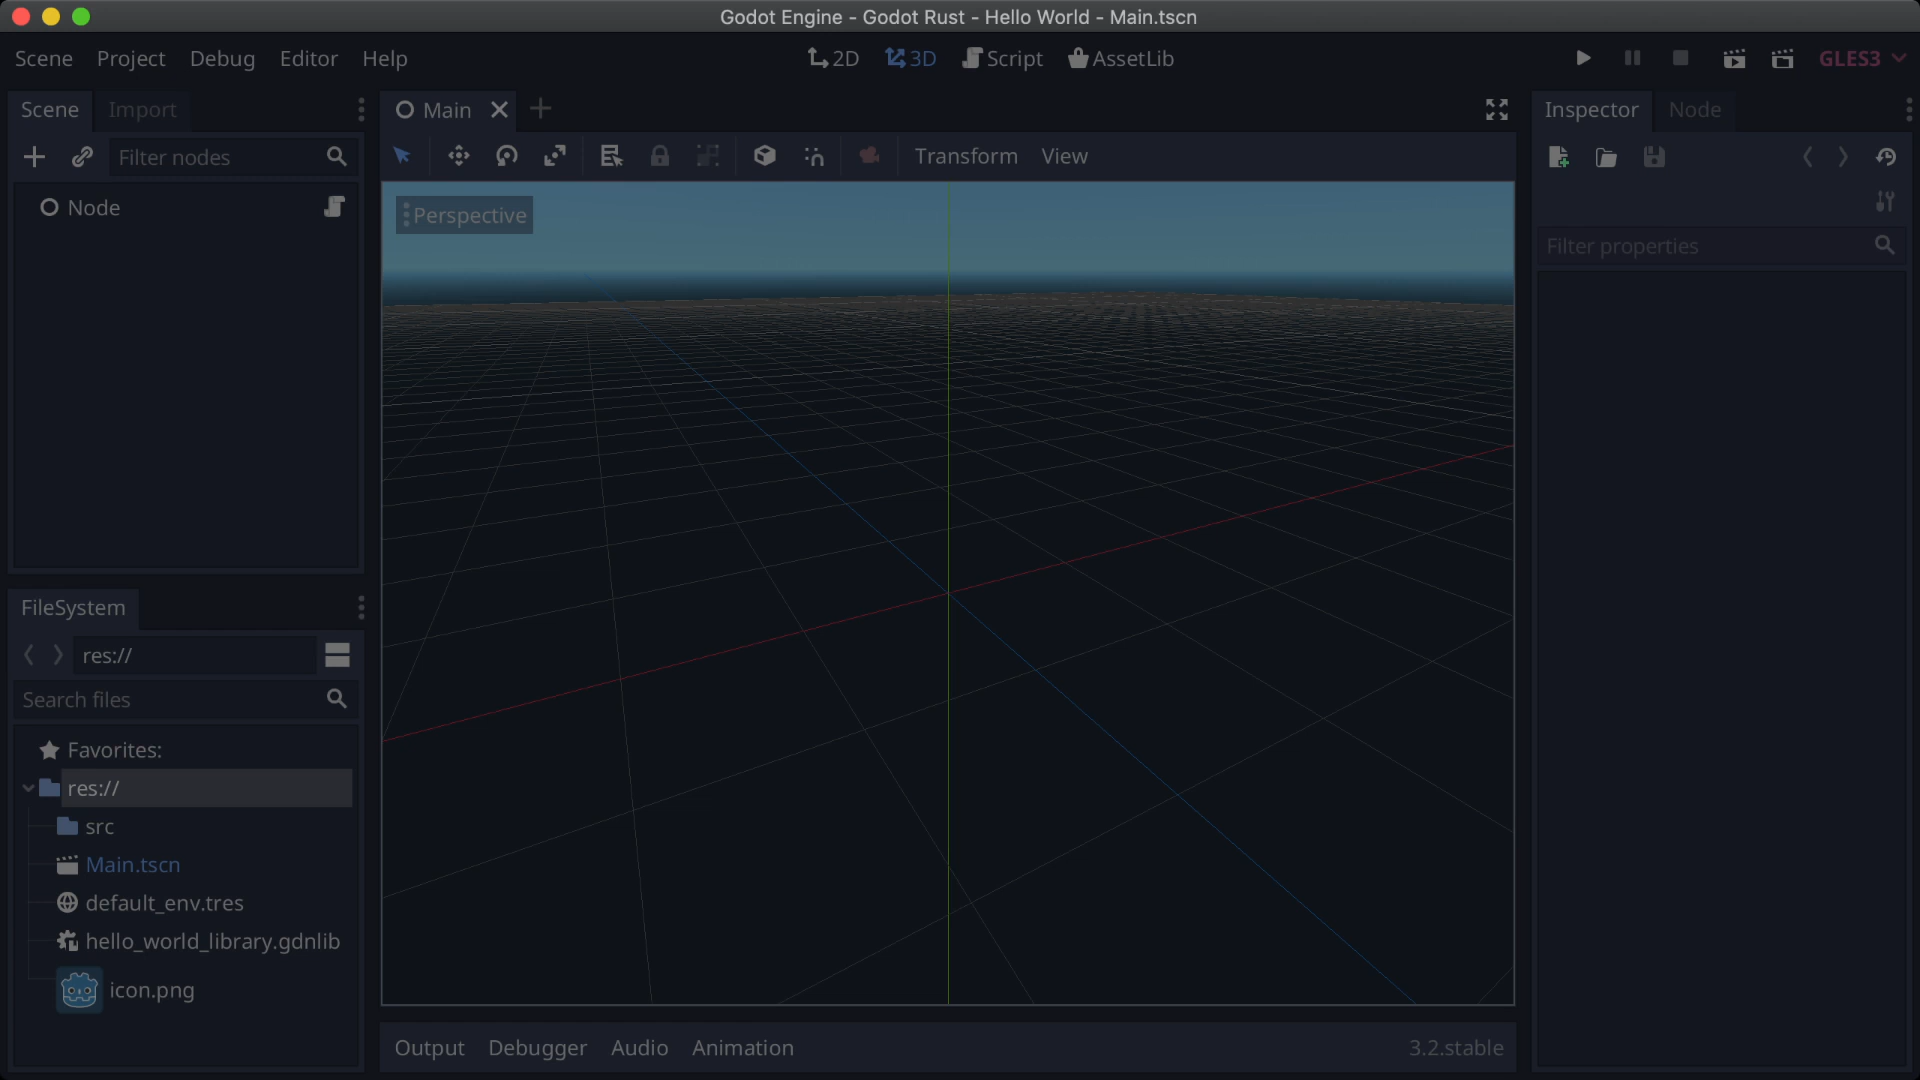 Godot Engine - Godot Rust - Hello World - Main.tscn
Scene Project Debug Editor Help
2D 3D Script AssetLib
GLES3
Scene Import
Filter nodes
Node
Main
Transform View
Perspective
Inspector Node
Filter properties
FileSystem
res://
Search files
Favorites:
res://
src
Main.tscn
default_env.tres
hello_world_library.gdnlib
icon.png
Output Debugger Audio Animation
3.2.stable